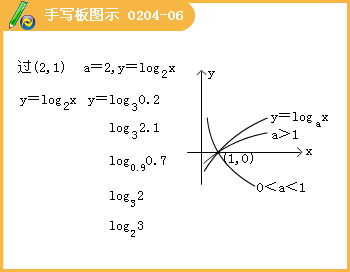 手写板图示 0204-06
过(2,1) a=2,y=log₂x
y=log₂x y=log₃0.2
log₃2.1
log₀.₉0.7
log₃2
log₂3
y
y=logₐx
a>1
x
(1,0)
0<a<1